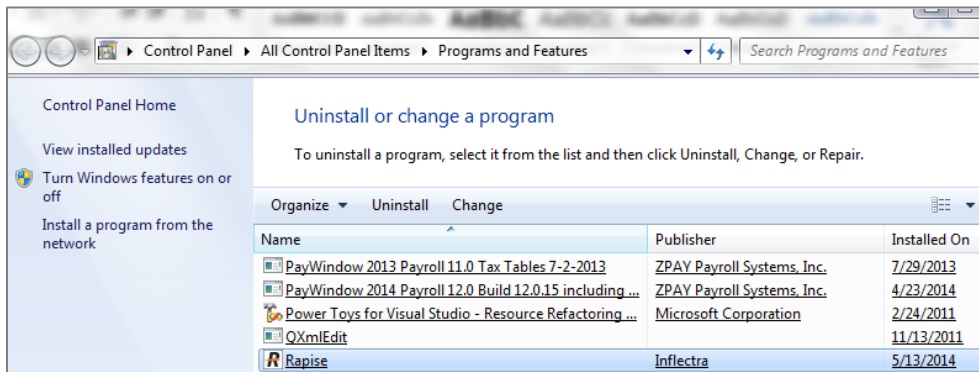 Control Panel ▸ All Control Panel Items ▸ Programs and Features Search Programs and Features
Control Panel Home
View installed updates
Turn Windows features on or
off
Install a program from the
network
Uninstall or change a program
To uninstall a program, select it from the list and then click Uninstall, Change, or Repair.
Organize Uninstall Change
Name Publisher Installed On
PayWindow 2013 Payroll 11.0 Tax Tables 7-2-2013 ZPAY Payroll Systems, Inc. 7/29/2013
PayWindow 2014 Payroll 12.0 Build 12.0.15 including ... ZPAY Payroll Systems, Inc. 4/23/2014
Power Toys for Visual Studio - Resource Refactoring ... Microsoft Corporation 2/24/2011
QXmlEdit 11/13/2011
Rapise Inflectra 5/13/2014